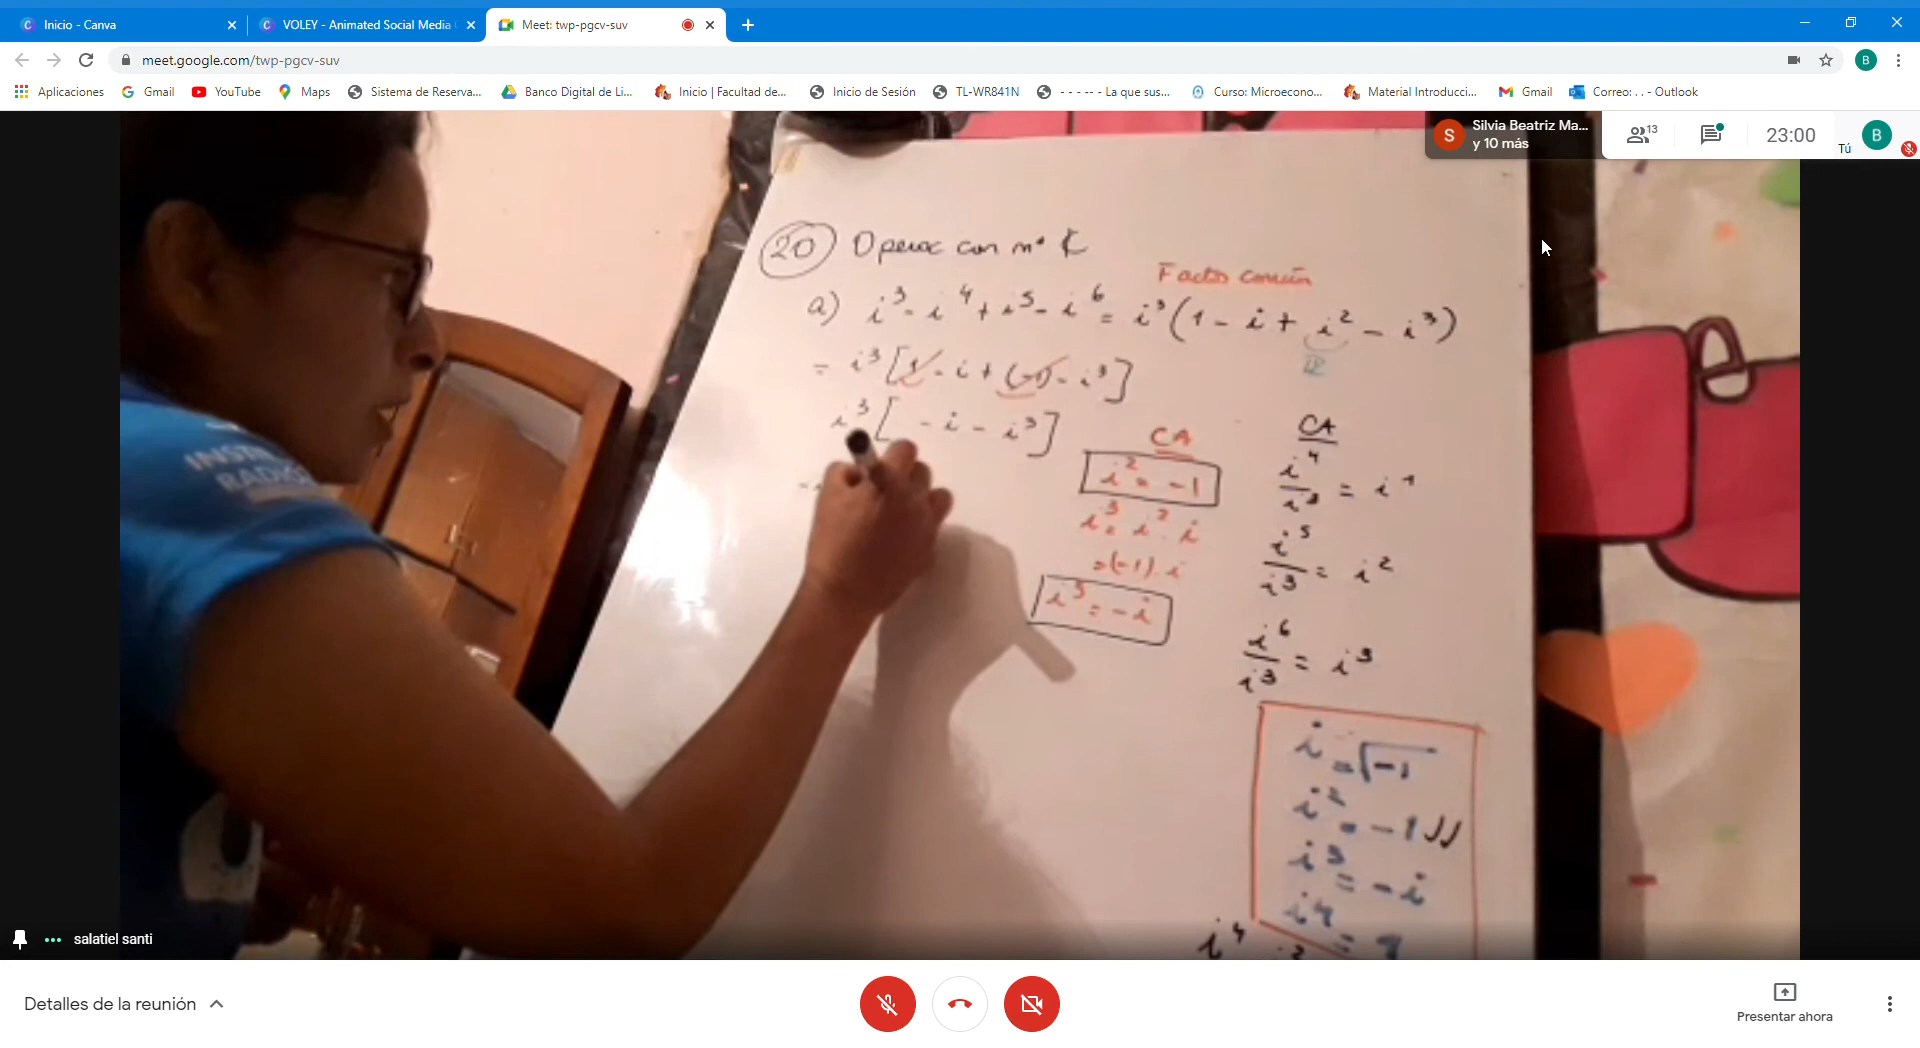 Inicio - Canva
VOLEY - Animated Social Media
Meet: twp-pgcv-suv
meet.google.com/twp-pgcv-suv
B
Aplicaciones
Gmail
YouTube
Maps
Sistema de Reserva...
Banco Digital de Li...
Inicio | Facultad de...
Inicio de Sesión
TL-WR841N
- - - -- - La que sus...
Curso: Microecono...
Material Introducci...
Gmail
Correo: . . - Outlook
S
Silvia Beatriz Ma...
y 10 más
13
23:00
Tú
B
20 Operar con nº ₵
Factor común
a) i³ - i⁴ + i⁵ - i⁶ = i³ (1 - i + i² - i³)
= i³ [1 - i + (-1) - i³]
i³ [ - i - i³]
CA
i² = -1
i³ = i² . i
= (-1) . i
i³ = -i
CA
i⁴/i³ = i¹
i⁵/i³ = i²
i⁶/i³ = i³
i = √-1
i² = -1
i³ = -i
i⁴ = 1
i⁴
salatiel santi
Detalles de la reunión
Presentar ahora